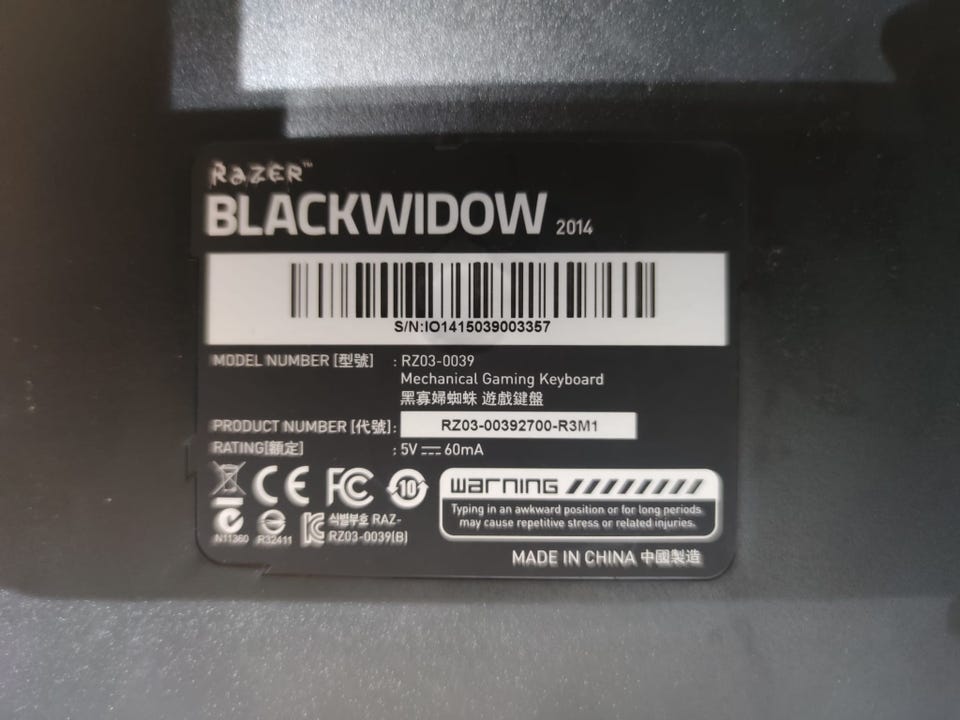 RAZER™
BLACKWIDOW 2014
S/N:IO1415039003357
MODEL NUMBER [型號] : RZ03-0039
Mechanical Gaming Keyboard
黑寡婦蜘蛛 遊戲鍵盤
PRODUCT NUMBER [代號]: RZ03-00392700-R3M1
RATING[額定] : 5V ⎓ 60mA
CE FC 10 warning
Typing in an awkward position or for long periods
may cause repetitive stress or related injuries.
식별부호 RAZ-
N11360 R32411 RZ03-0039(B)
MADE IN CHINA 中國製造